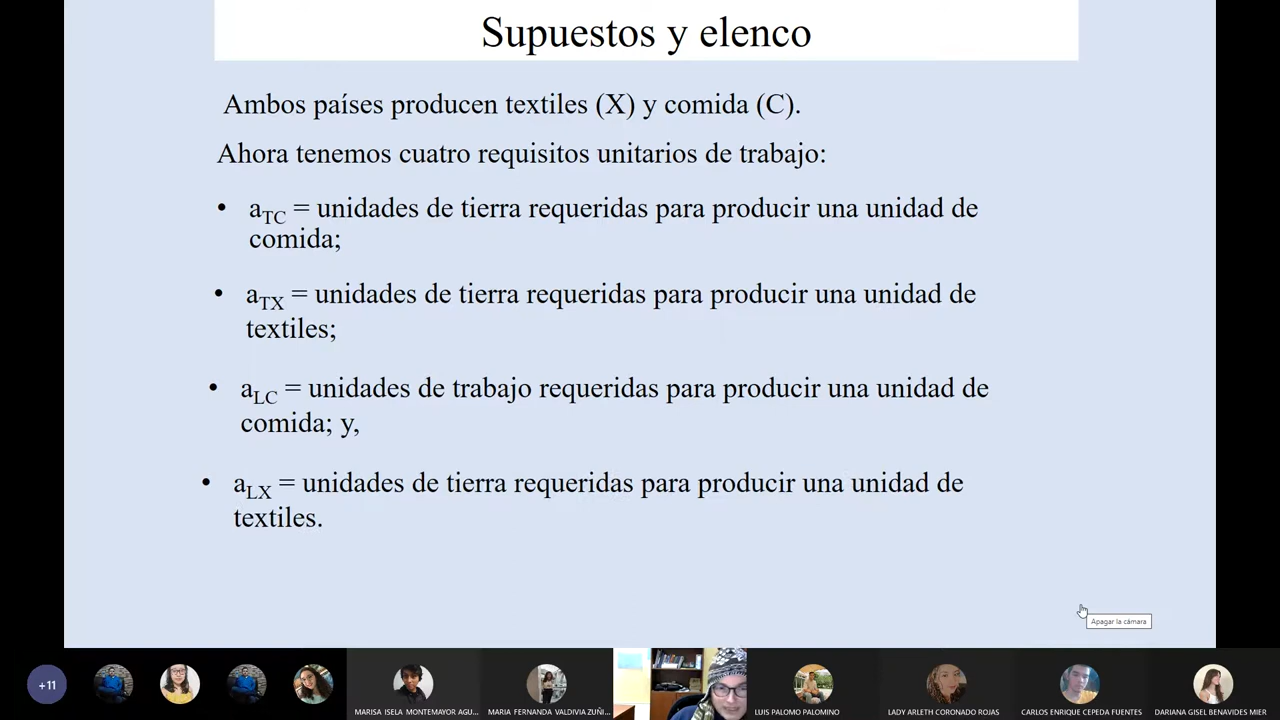 Supuestos y elenco
Ambos países producen textiles (X) y comida (C).
Ahora tenemos cuatro requisitos unitarios de trabajo:
• aTC = unidades de tierra requeridas para producir una unidad de
comida;
• aTX = unidades de tierra requeridas para producir una unidad de
textiles;
• aLC = unidades de trabajo requeridas para producir una unidad de
comida; y,
• aLX = unidades de tierra requeridas para producir una unidad de
textiles.
Apagar la cámara
+11
MARISA ISELA MONTEMAYOR AGU...
MARIA FERNANDA VALDIVIA ZUÑI...
LUIS PALOMO PALOMINO
LADY ARLETH CORONADO ROJAS
CARLOS ENRIQUE CEPEDA FUENTES
DARIANA GISEL BENAVIDES MIER